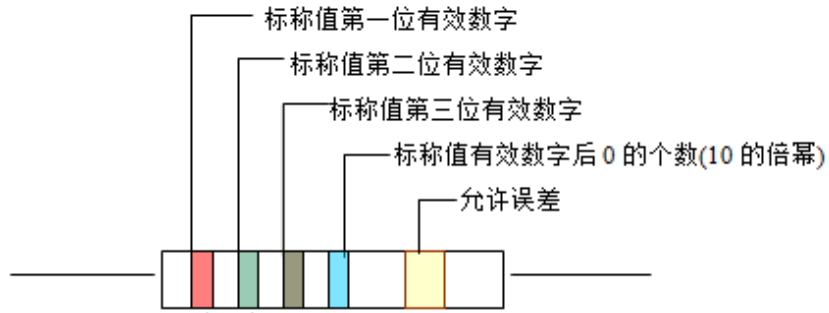 标称值第一位有效数字
标称值第二位有效数字
标称值第三位有效数字
标称值有效数字后0的个数(10的倍幂)
允许误差